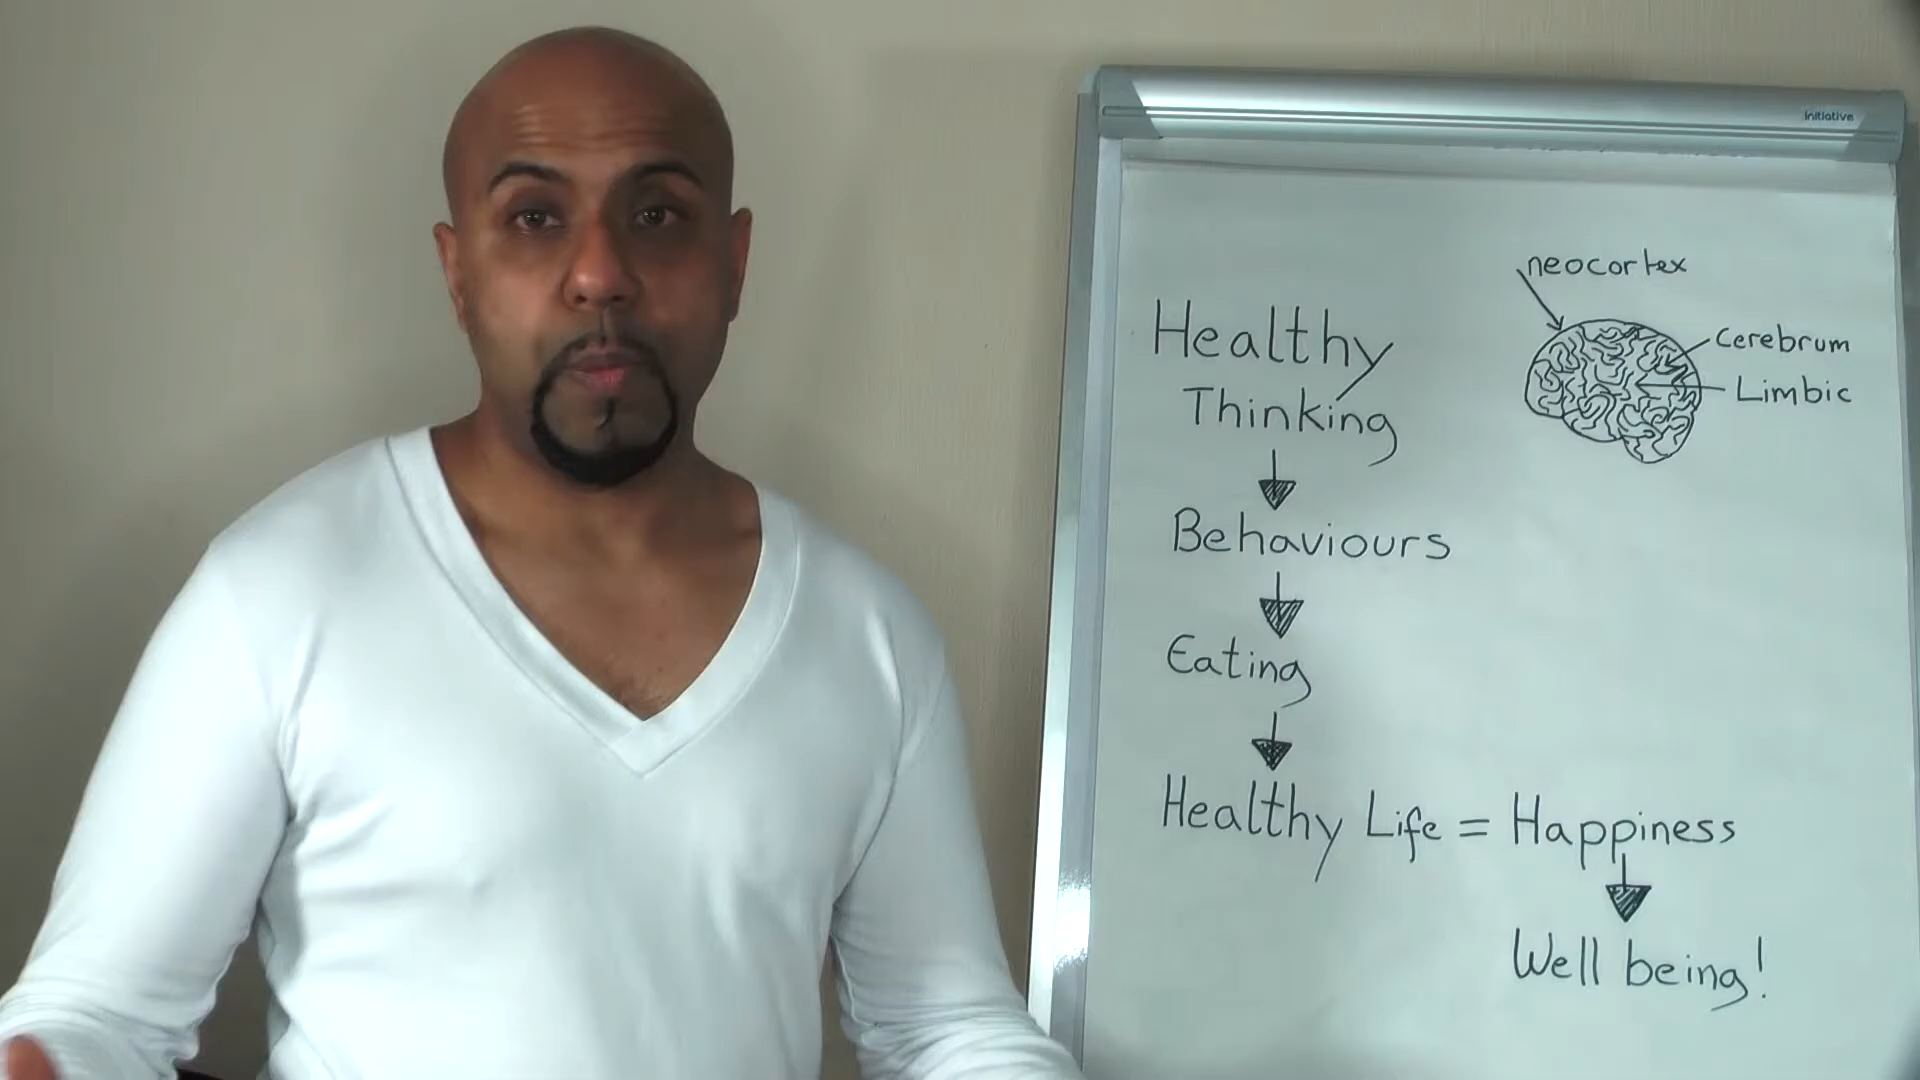 initiative
neocortex
cerebrum
Limbic
Healthy
Thinking
Behaviours
Eating
Healthy Life = Happiness
Well being!